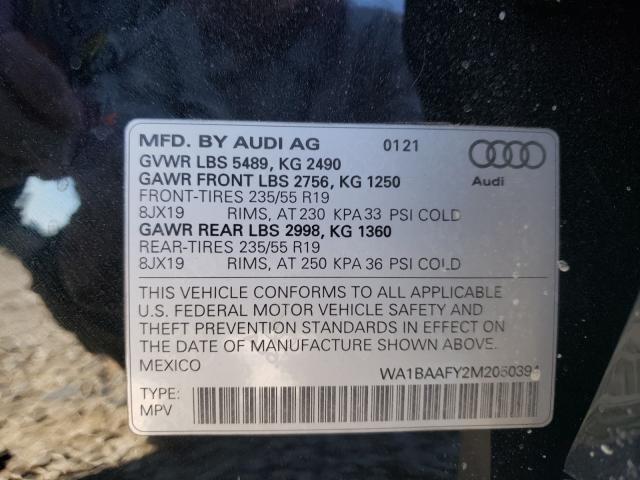 MFD. BY AUDI AG 0121
GVWR LBS 5489, KG 2490
GAWR FRONT LBS 2756, KG 1250
FRONT-TIRES 235/55 R19
8JX19 RIMS, AT 230 KPA 33 PSI COLD
GAWR REAR LBS 2998, KG 1360
REAR-TIRES 235/55 R19
8JX19 RIMS, AT 250 KPA 36 PSI COLD
Audi
THIS VEHICLE CONFORMS TO ALL APPLICABLE
U.S. FEDERAL MOTOR VEHICLE SAFETY AND
THEFT PREVENTION STANDARDS IN EFFECT ON
THE DATE OF MANUFACTURE SHOWN ABOVE.
MEXICO
TYPE:
MPV